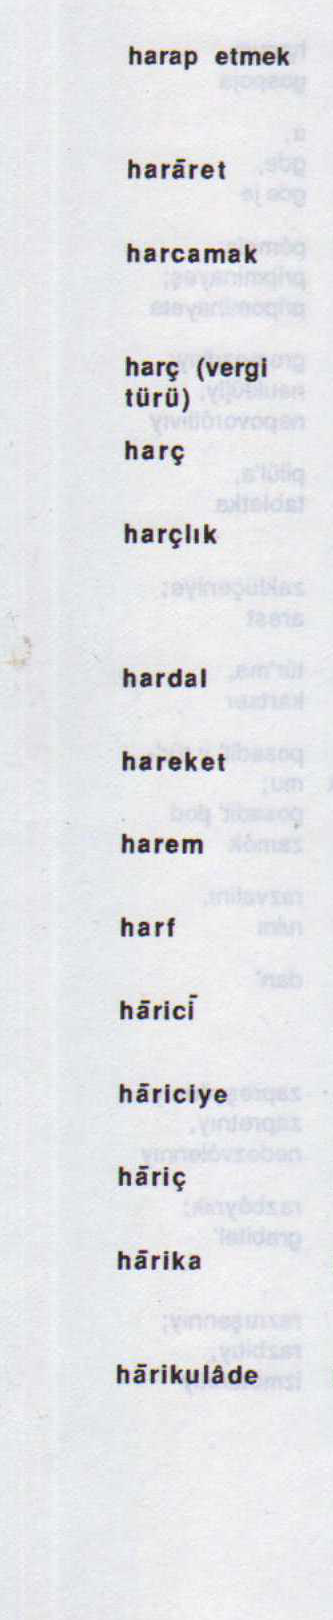 harap etmek
harāret
harcamak
harç (vergi
türü)
harç
harçlık
hardal
hareket
harem
harf
hāricī
hāriciye
hāriç
hārika
hārikulâde